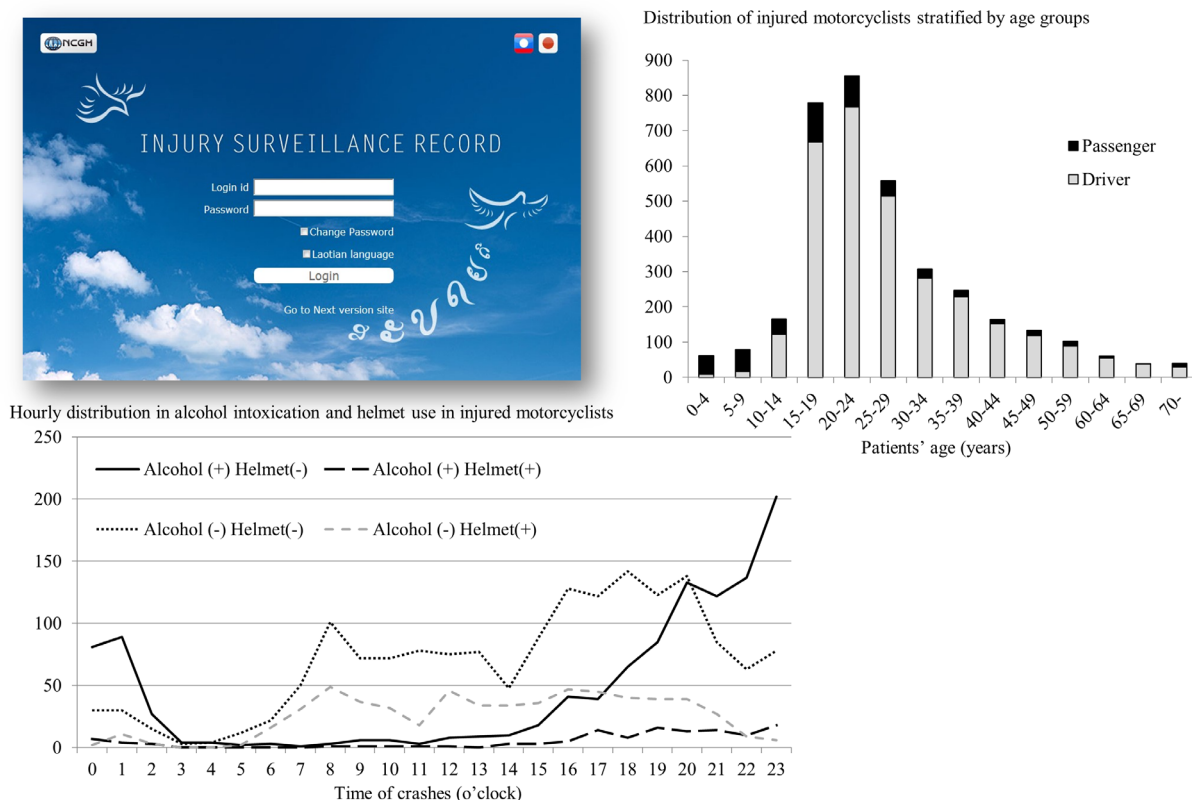 NCGH
INJURY SURVEILLANCE RECORD
Login id
Password
Change Password
Laotian language
Login
Go to Next version site
Distribution of injured motorcyclists stratified by age groups
900
800
700
600
500
400
300
200
100
0
Passenger
Driver
0-4 5-9 10-14 15-19 20-24 25-29 30-34 35-39 40-44 45-49 50-59 60-64 65-69 70-
Patients’ age (years)
Hourly distribution in alcohol intoxication and helmet use in injured motorcyclists
250
200
150
100
50
0
Alcohol (+) Helmet(-) Alcohol (+) Helmet(+)
Alcohol (-) Helmet(-) Alcohol (-) Helmet(+)
0 1 2 3 4 5 6 7 8 9 10 11 12 13 14 15 16 17 18 19 20 21 22 23
Time of crashes (o’clock)